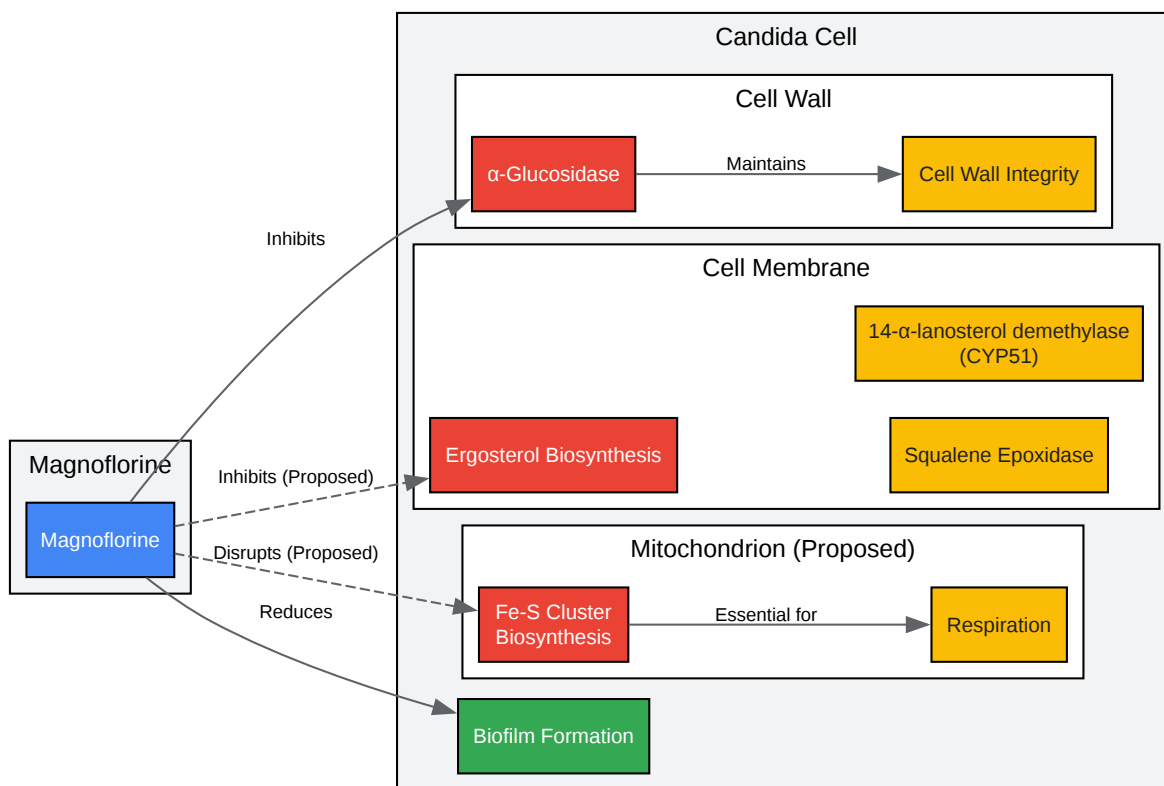 Candida Cell
Cell Wall
α-Glucosidase
Maintains
Cell Wall Integrity
Inhibits
Cell Membrane
14-α-lanosterol demethylase
(CYP51)
Ergosterol Biosynthesis
Squalene Epoxidase
Magnoflorine
Magnoflorine
Inhibits (Proposed)
Disrupts (Proposed)
Reduces
Mitochondrion (Proposed)
Fe-S Cluster
Biosynthesis
Essential for
Respiration
Biofilm Formation